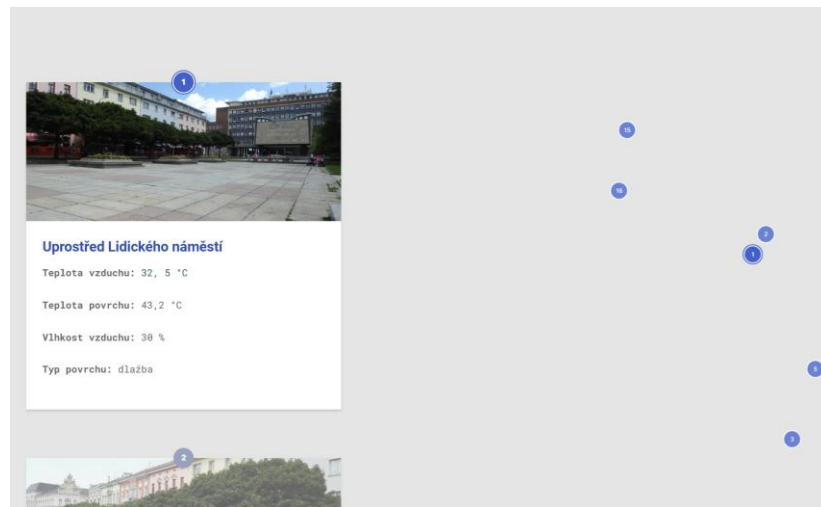 1
Uprostřed Lidického náměstí
Teplota vzduchu: 32, 5 °C
Teplota povrchu: 43,2 °C
Vlhkost vzduchu: 30 %
Typ povrchu: dlažba
2
15
16
2
1
5
3